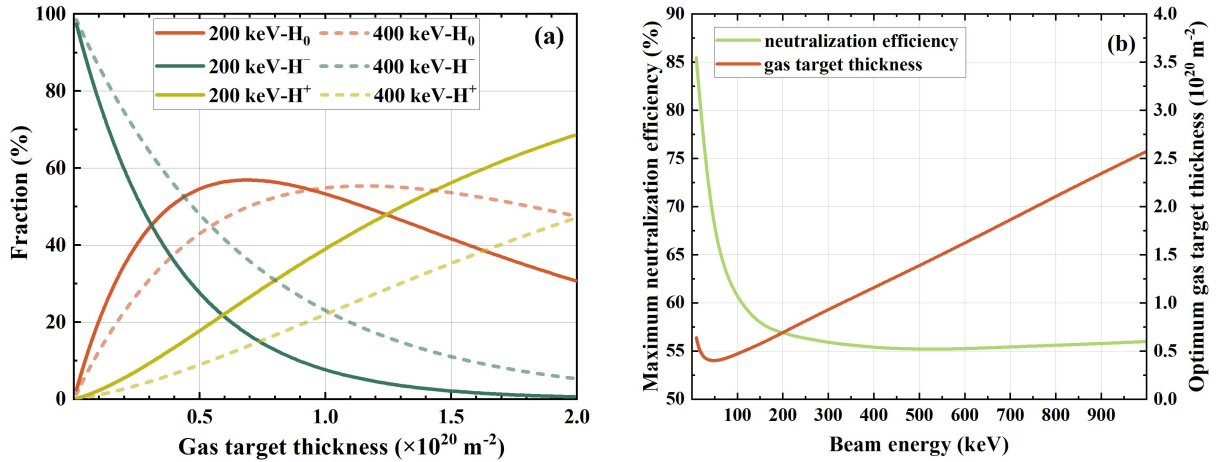 (a)
200 keV-H₀
400 keV-H₀
200 keV-H⁻
400 keV-H⁻
200 keV-H⁺
400 keV-H⁺
Fraction (%)
100
80
60
40
20
0
0.5
1.0
1.5
2.0
Gas target thickness (×10²⁰ m⁻²)
(b)
neutralization efficiency
gas target thickness
Maximum neutralization efficiency (%)
90
85
80
75
70
65
60
55
50
100
200
300
400
500
600
700
800
900
Beam energy (keV)
4.0
3.5
3.0
2.5
2.0
1.5
1.0
0.5
0.0
Optimum gas target thickness (10²⁰ m⁻²)